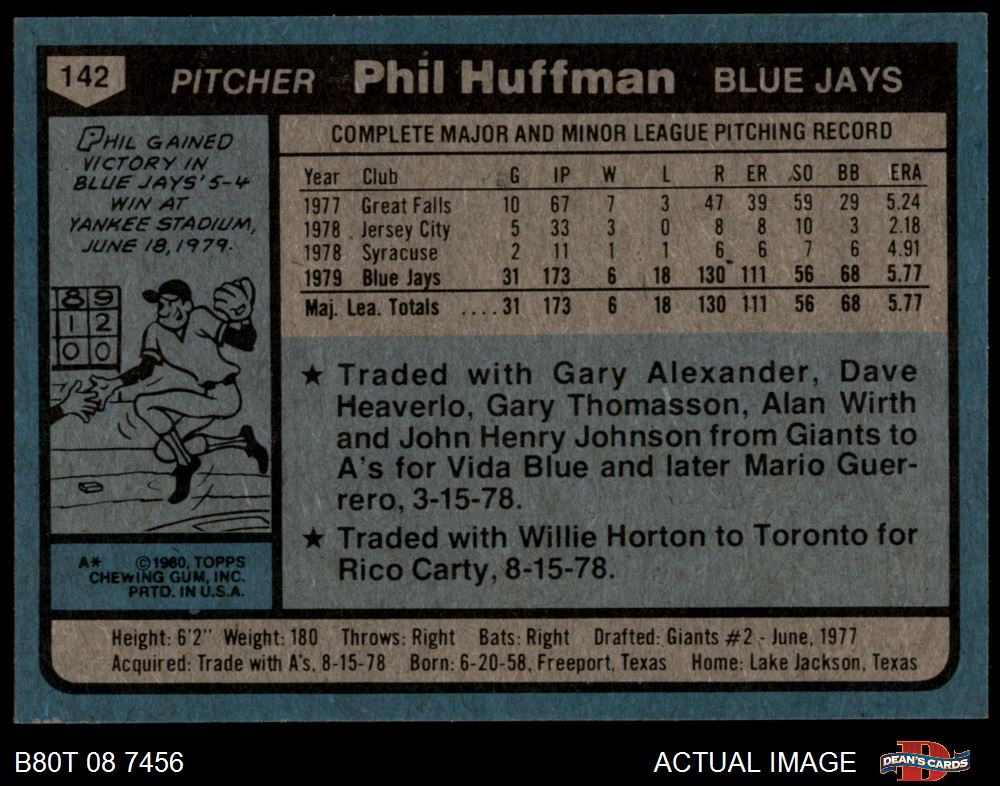 142 PITCHER Phil Huffman BLUE JAYS
PHIL GAINED
VICTORY IN
BLUE JAYS' 5-4
WIN AT
YANKEE STADIUM,
JUNE 18, 1979.
8 9
1 2
0 0
A* ©1980, TOPPS
CHEWING GUM, INC.
PRTD. IN U.S.A.
COMPLETE MAJOR AND MINOR LEAGUE PITCHING RECORD
Year Club G IP W L R ER SO BB ERA
1977 Great Falls 10 67 7 3 47 39 59 29 5.24
1978 Jersey City 5 33 3 0 8 8 10 3 2.18
1978 Syracuse 2 11 1 1 6 6 7 6 4.91
1979 Blue Jays 31 173 6 18 130 111 56 68 5.77
Maj. Lea. Totals ....31 173 6 18 130 111 56 68 5.77
★ Traded with Gary Alexander, Dave
Heaverlo, Gary Thomasson, Alan Wirth
and John Henry Johnson from Giants to
A's for Vida Blue and later Mario Guer-
rero, 3-15-78.
★ Traded with Willie Horton to Toronto for
Rico Carty, 8-15-78.
Height: 6'2" Weight: 180 Throws: Right Bats: Right Drafted: Giants #2 - June, 1977
Acquired: Trade with A's, 8-15-78 Born: 6-20-58, Freeport, Texas Home: Lake Jackson, Texas
B80T 08 7456 ACTUAL IMAGE D DEAN'S CARDS